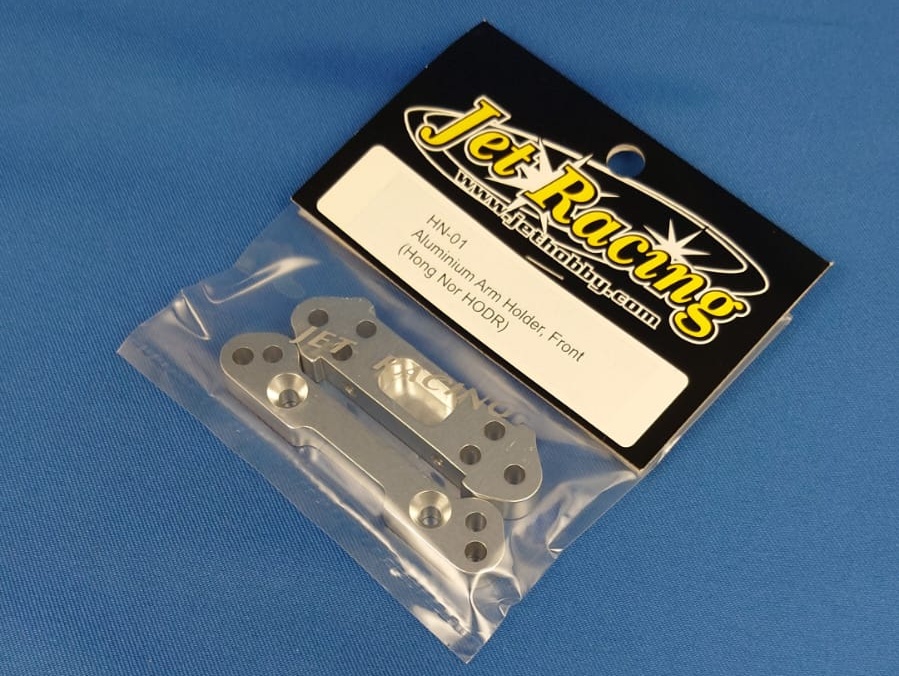 Jet Racing
www.jethobby.com
HN-01
Aluminium Arm Holder, Front
(Hong Nor HODR)
JET RACING